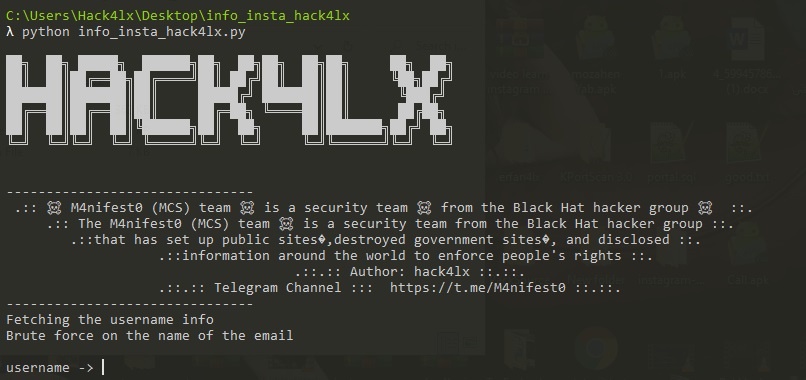 C:\Users\Hack4lx\Desktop\info_insta_hack4lx
λ python info_insta_hack4lx.py
HACK4LX
-------------------------------
.:: ☠ M4nifest0 (MCS) team ☠ is a security team ☠ from the Black Hat hacker group ☠  ::.
.:: The M4nifest0 (MCS) team ☠ is a security team from the Black Hat hacker group ::.
.::that has set up public sites�,destroyed government sites�, and disclosed ::.
.::information around the world to enforce people's rights ::.
.::.:: Author: hack4lx ::.::.
.::.:: Telegram Channel :::  https://t.me/M4nifest0 ::.::.
-------------------------------
Fetching the username info
Brute force on the name of the email
username ->